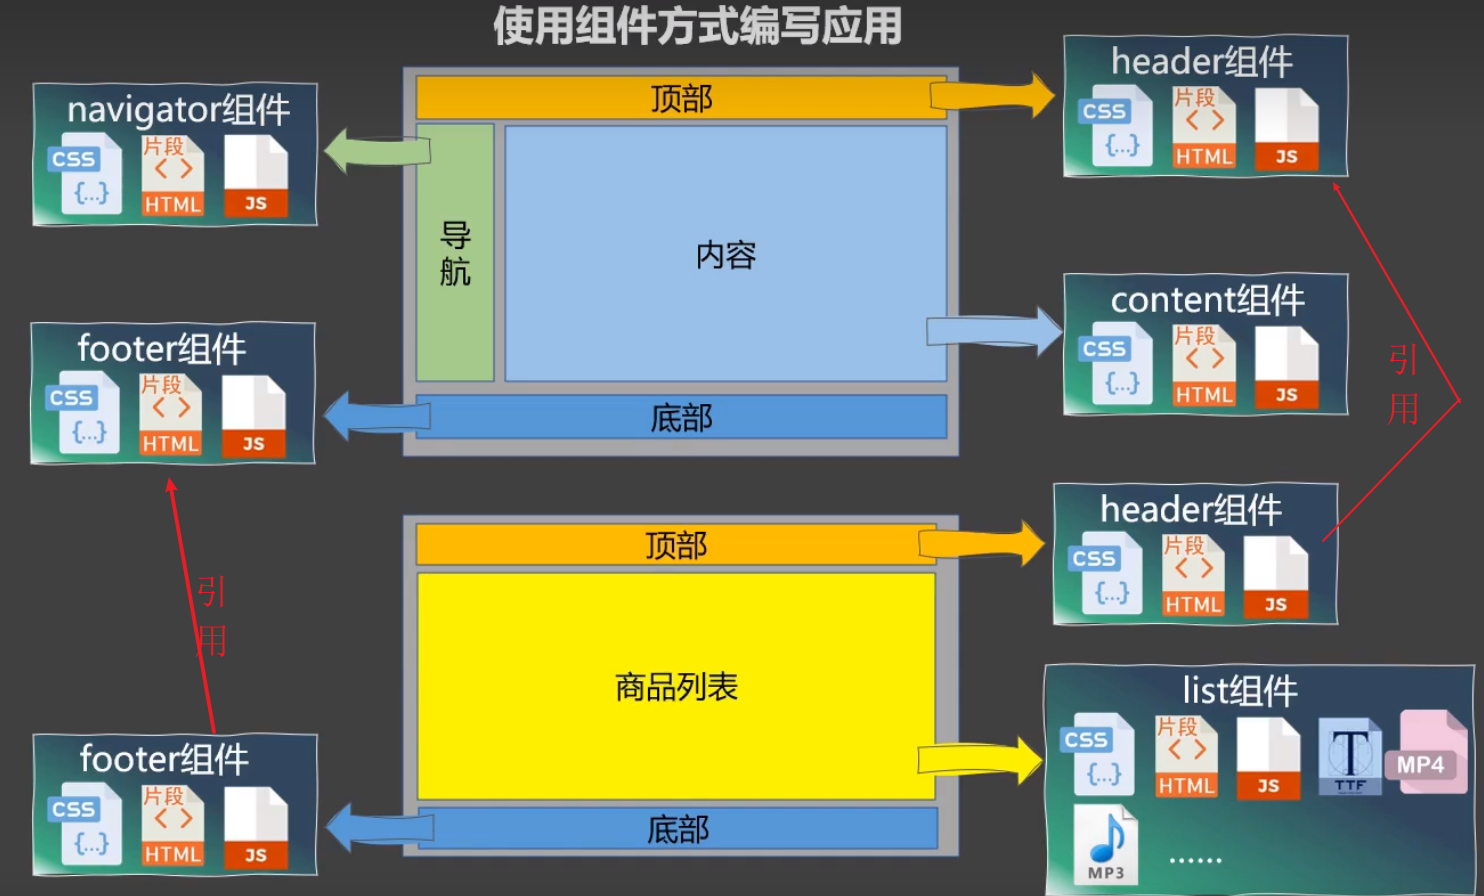 使用组件方式编写应用
navigator组件
CSS
{...}
片段
< >
HTML
JS
顶部
导
航
内容
底部
header组件
CSS
{...}
片段
< >
HTML
JS
footer组件
CSS
{...}
片段
< >
HTML
JS
content组件
CSS
{...}
片段
< >
HTML
JS
引
用
顶部
商品列表
底部
header组件
CSS
{...}
片段
< >
HTML
JS
引
用
footer组件
CSS
{...}
片段
< >
HTML
JS
list组件
CSS
{...}
片段
< >
HTML
JS
T
TTF
MP4
MP3
......